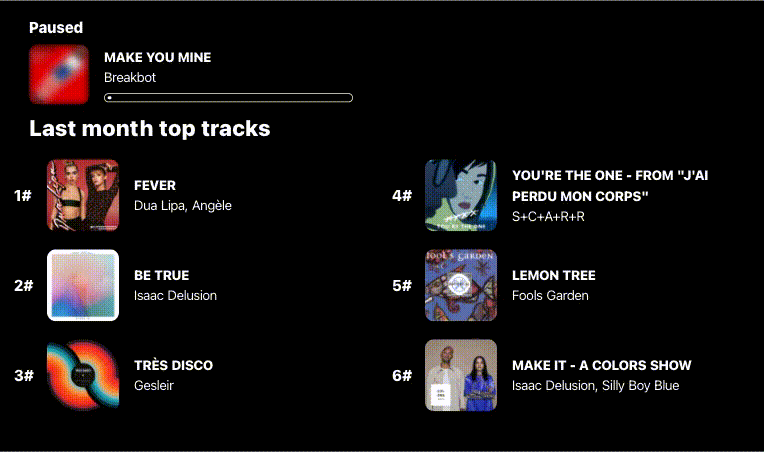 Paused
MAKE YOU MINE
Breakbot
Last month top tracks
1#
FEVER
Dua Lipa, Angèle
2#
BE TRUE
Isaac Delusion
3#
TRÈS DISCO
Gesleir
4#
YOU'RE THE ONE - FROM "J'AI
PERDU MON CORPS"
S+C+A+R+R
5#
fool's Garden
LEMON TREE
Fools Garden
6#
MAKE IT - A COLORS SHOW
Isaac Delusion, Silly Boy Blue